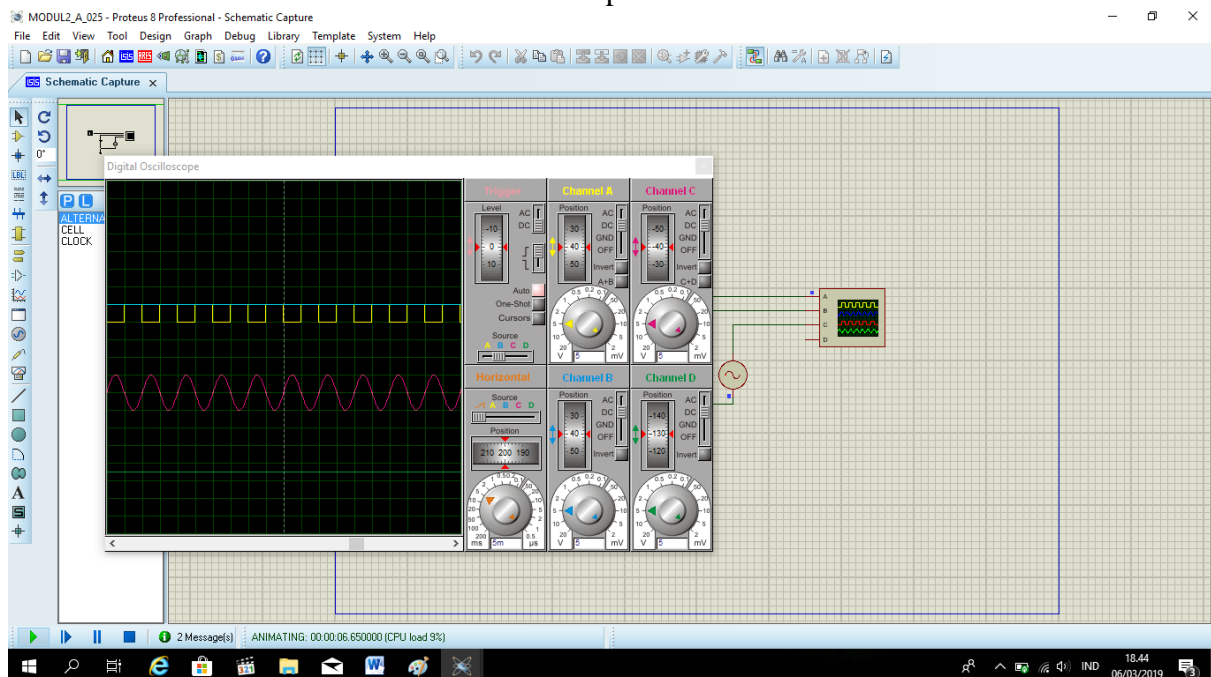 MODUL2_A_025 - Proteus 8 Professional - Schematic Capture
File Edit View Tool Design Graph Debug Library Template System Help
Schematic Capture
0°
LBL
P L
ALTERNA
CELL
CLOCK
Digital Oscilloscope
Trigger
Level
AC
DC
-10
0
10
Auto
One-Shot
Cursors
Source
A B C D
Channel A
Position
AC
DC
GND
OFF
30
40
50
Invert
A+B
V 5 mV
Channel C
Position
AC
DC
GND
OFF
-50
-40
-30
Invert
C+D
V 5 mV
Horizontal
Source
A B C D
Position
210 200 190
ms 5m µs
Channel B
Position
AC
DC
GND
OFF
30
40
50
Invert
V 5 mV
Channel D
Position
AC
DC
GND
OFF
-140
-130
-120
Invert
V 5 mV
A
B
C
D
2 Message(s) ANIMATING: 00:00:06.650000 (CPU load 9%)
IND
18.44
06/03/2019